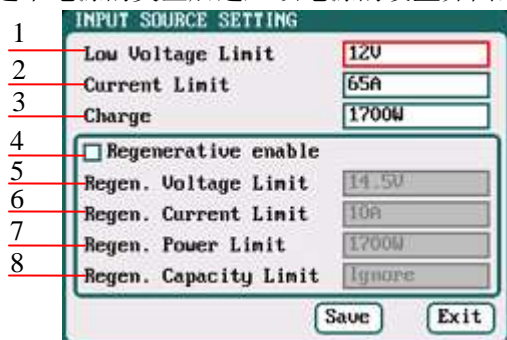 INPUT SOURCE SETTING
1
Low Voltage Limit 12V
2
Current Limit 65A
3
Charge 1700W
4
Regenerative enable
5
Regen. Voltage Limit 14.5V
6
Regen. Current Limit 10A
7
Regen. Power Limit 1700W
8
Regen. Capacity Limit Ignore
Save Exit